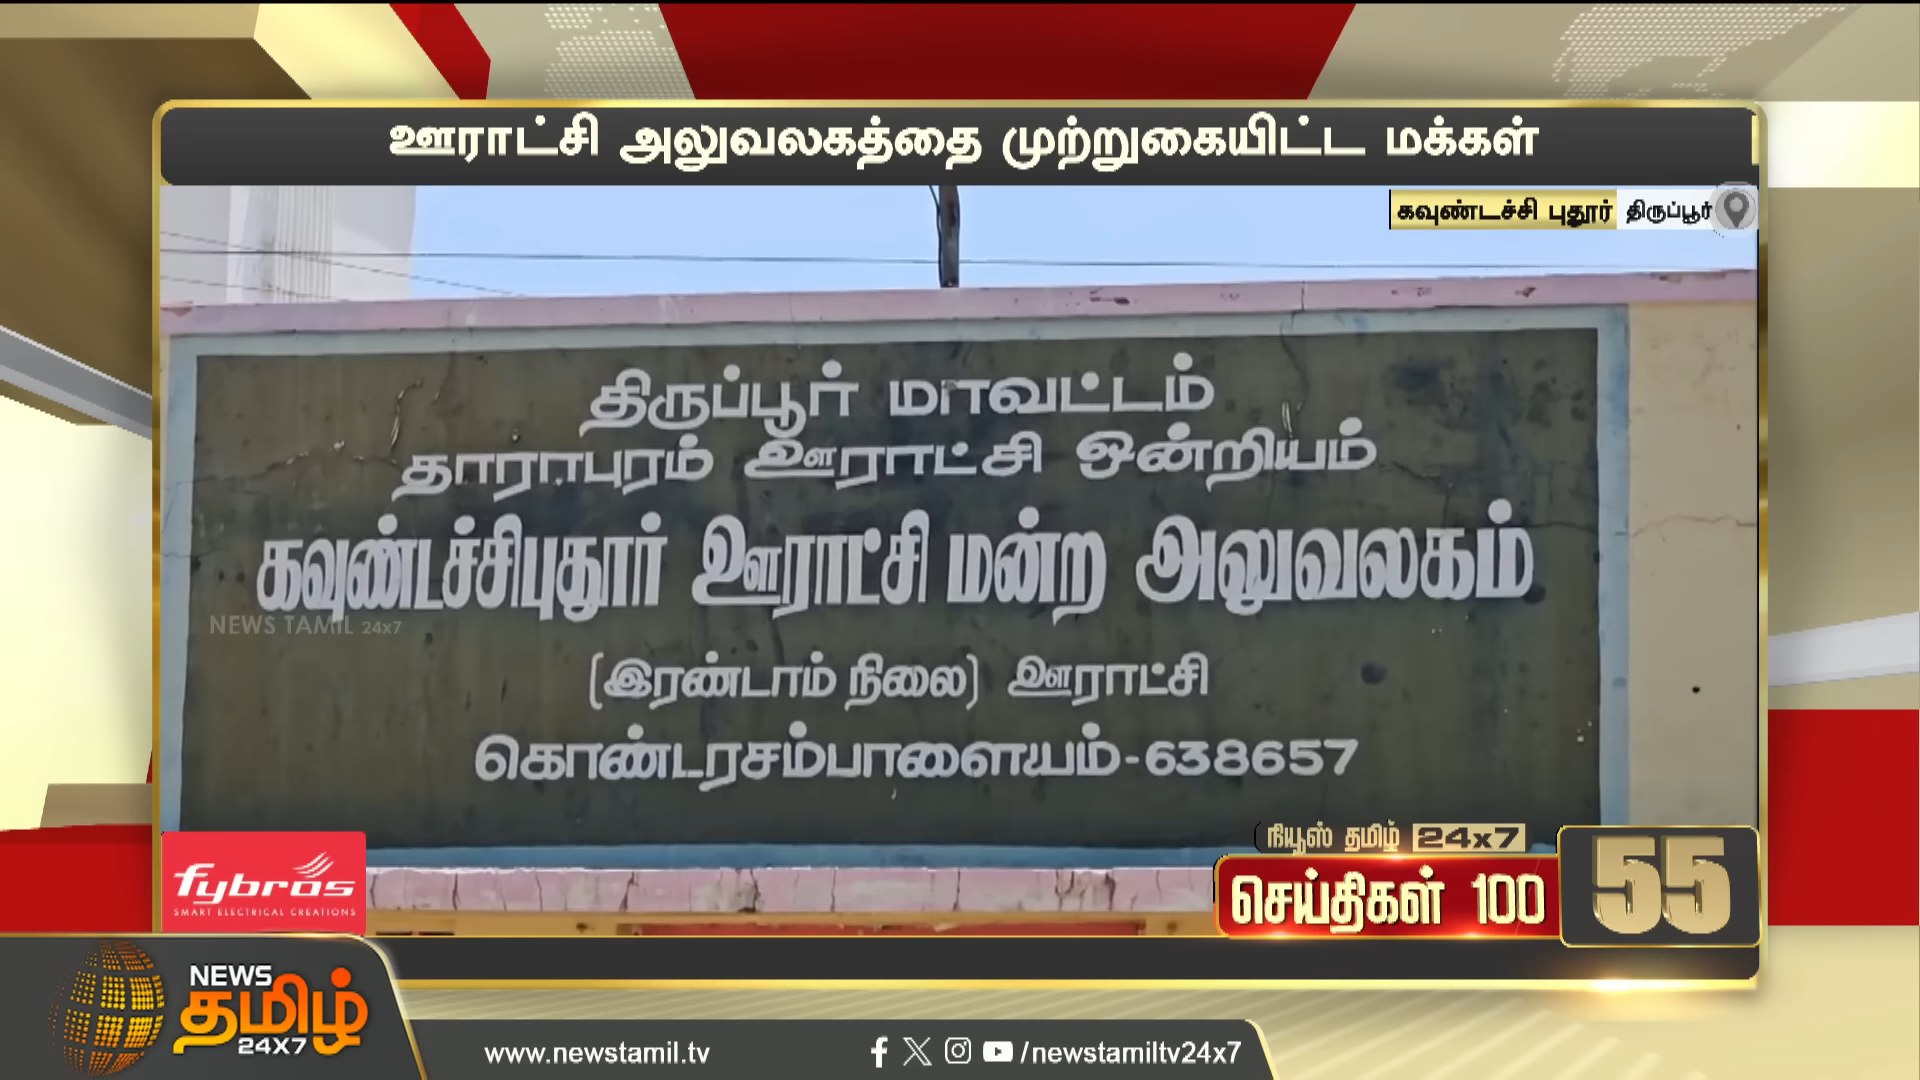 ஊராட்சி அலுவலகத்தை முற்றுகையிட்ட மக்கள்
கவுண்டச்சி புதூர் திருப்பூர்
திருப்பூர் மாவட்டம்
தாராபுரம் ஊராட்சி ஒன்றியம்
கவுண்டச்சிபுதூர் ஊராட்சி மன்ற அலுவலகம்
NEWS TAMIL 24x7
(இரண்டாம் நிலை) ஊராட்சி
கொண்டரசம்பாளையம்-638657
நியூஸ் தமிழ் 24x7
செய்திகள் 100
55
fybros
SMART ELECTRICAL CREATIONS
NEWS
தமிழ்
24X7
www.newstamil.tv
/newstamiltv24x7